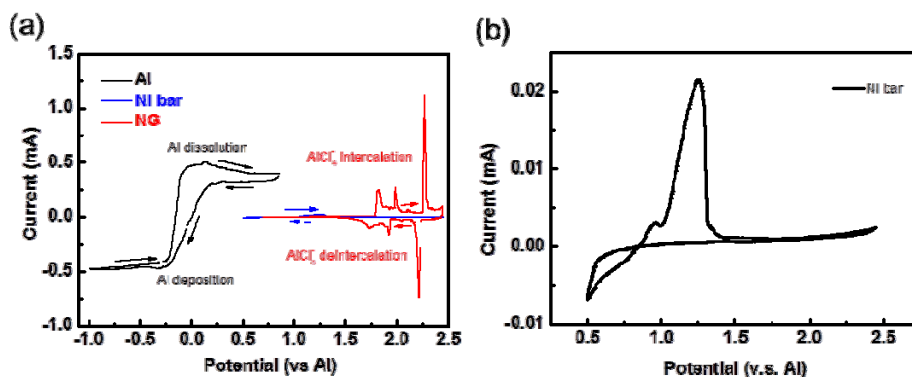 (a)
1.5
1.0
0.5
0.0
-0.5
-1.0
Current (mA)
Al
Ni bar
NG
Al dissolution
Al deposition
AlCl₄⁻ intercalation
AlCl₄⁻ deintercalation
-1.0 -0.5 0.0 0.5 1.0 1.5 2.0 2.5
Potential (vs Al)
(b)
0.02
0.01
0.00
-0.01
Current (mA)
Ni bar
0.5 1.0 1.5 2.0 2.5
Potential (v.s. Al)